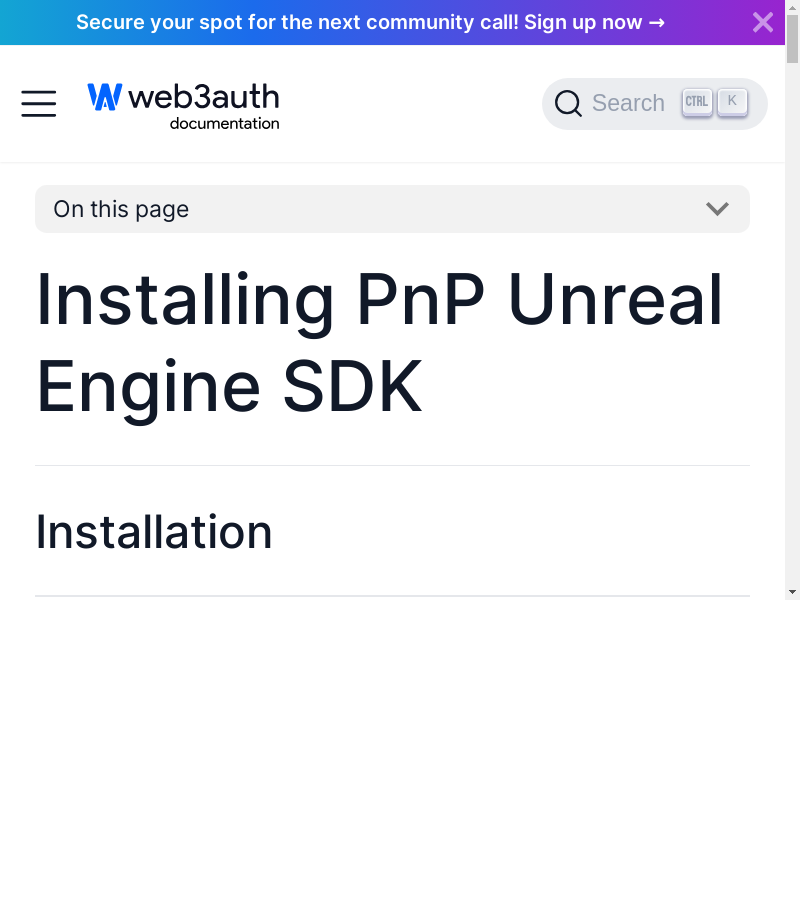 Secure your spot for the next community call! Sign up now →
web3auth
documentation
Search CTRL K
On this page
Installing PnP Unreal
Engine SDK
Installation